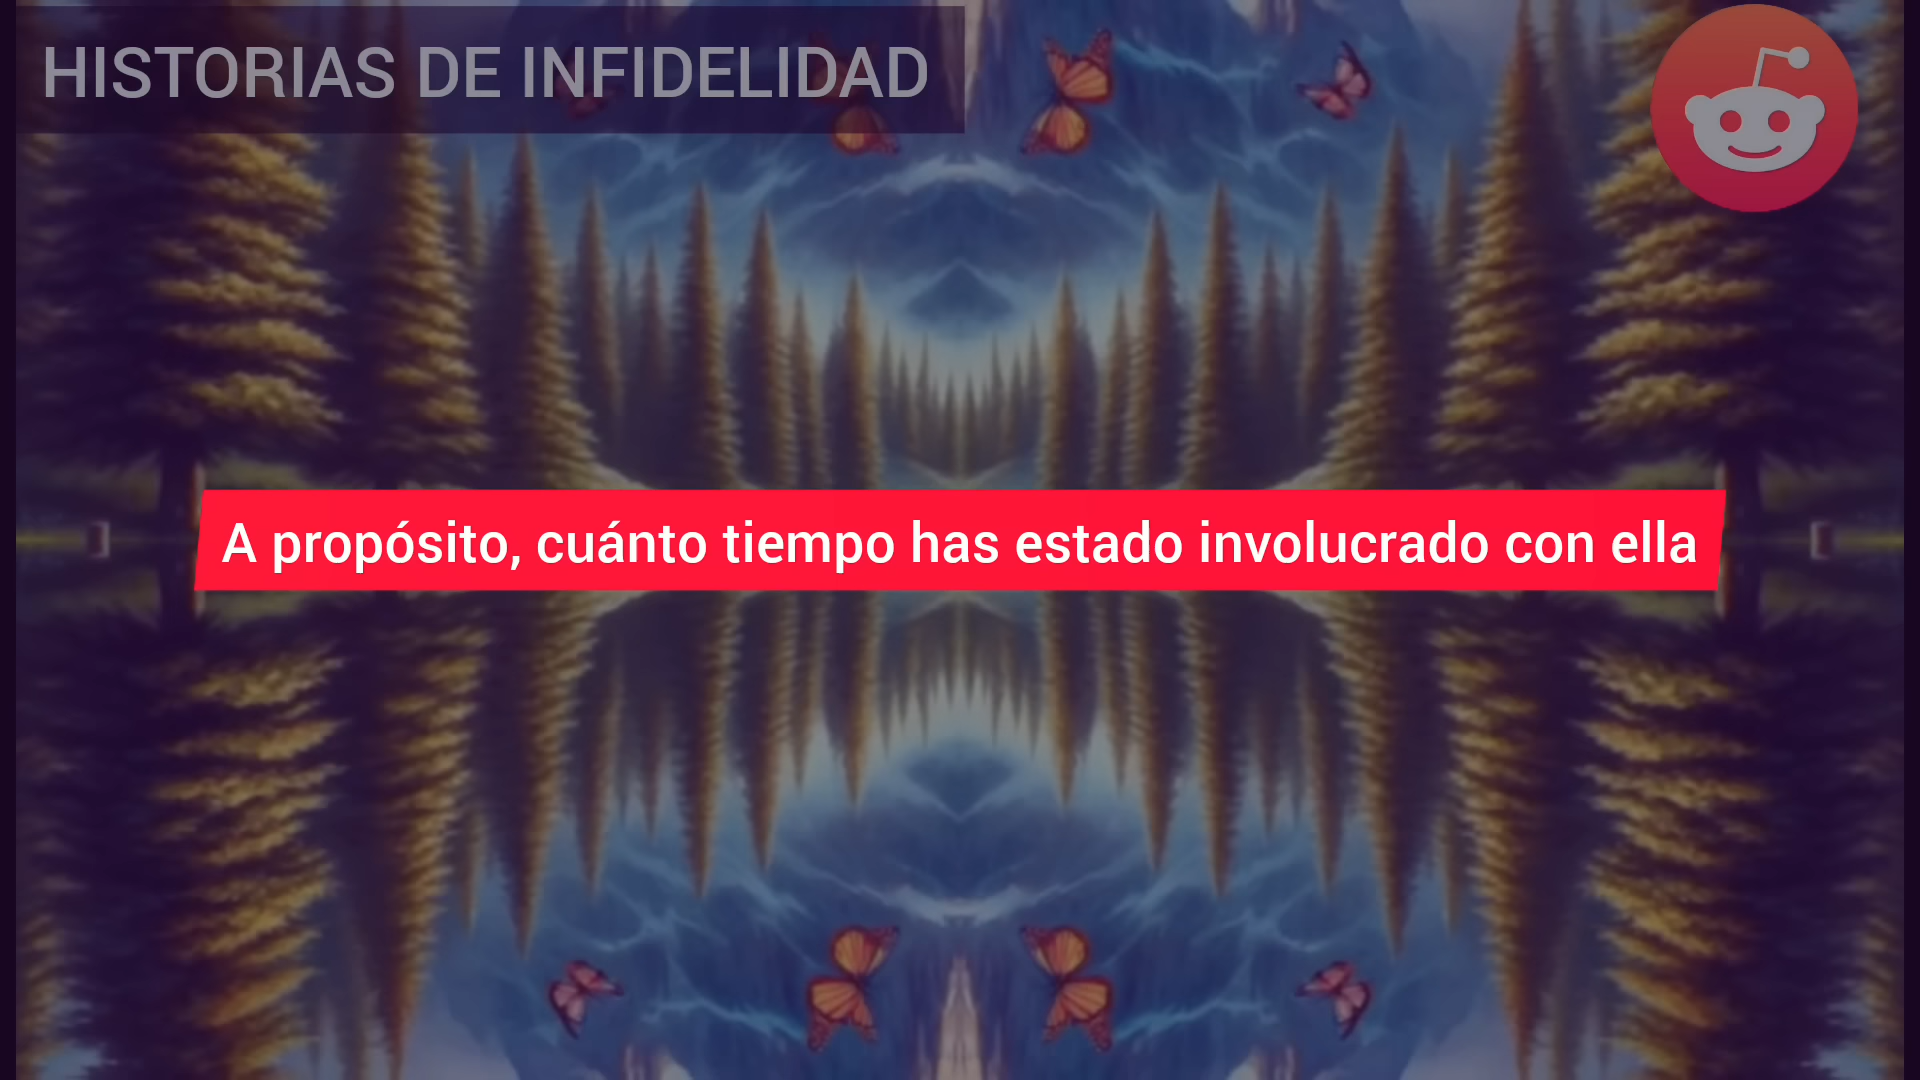 HISTORIAS DE INFIDELIDAD
A propósito, cuánto tiempo has estado involucrado con ella